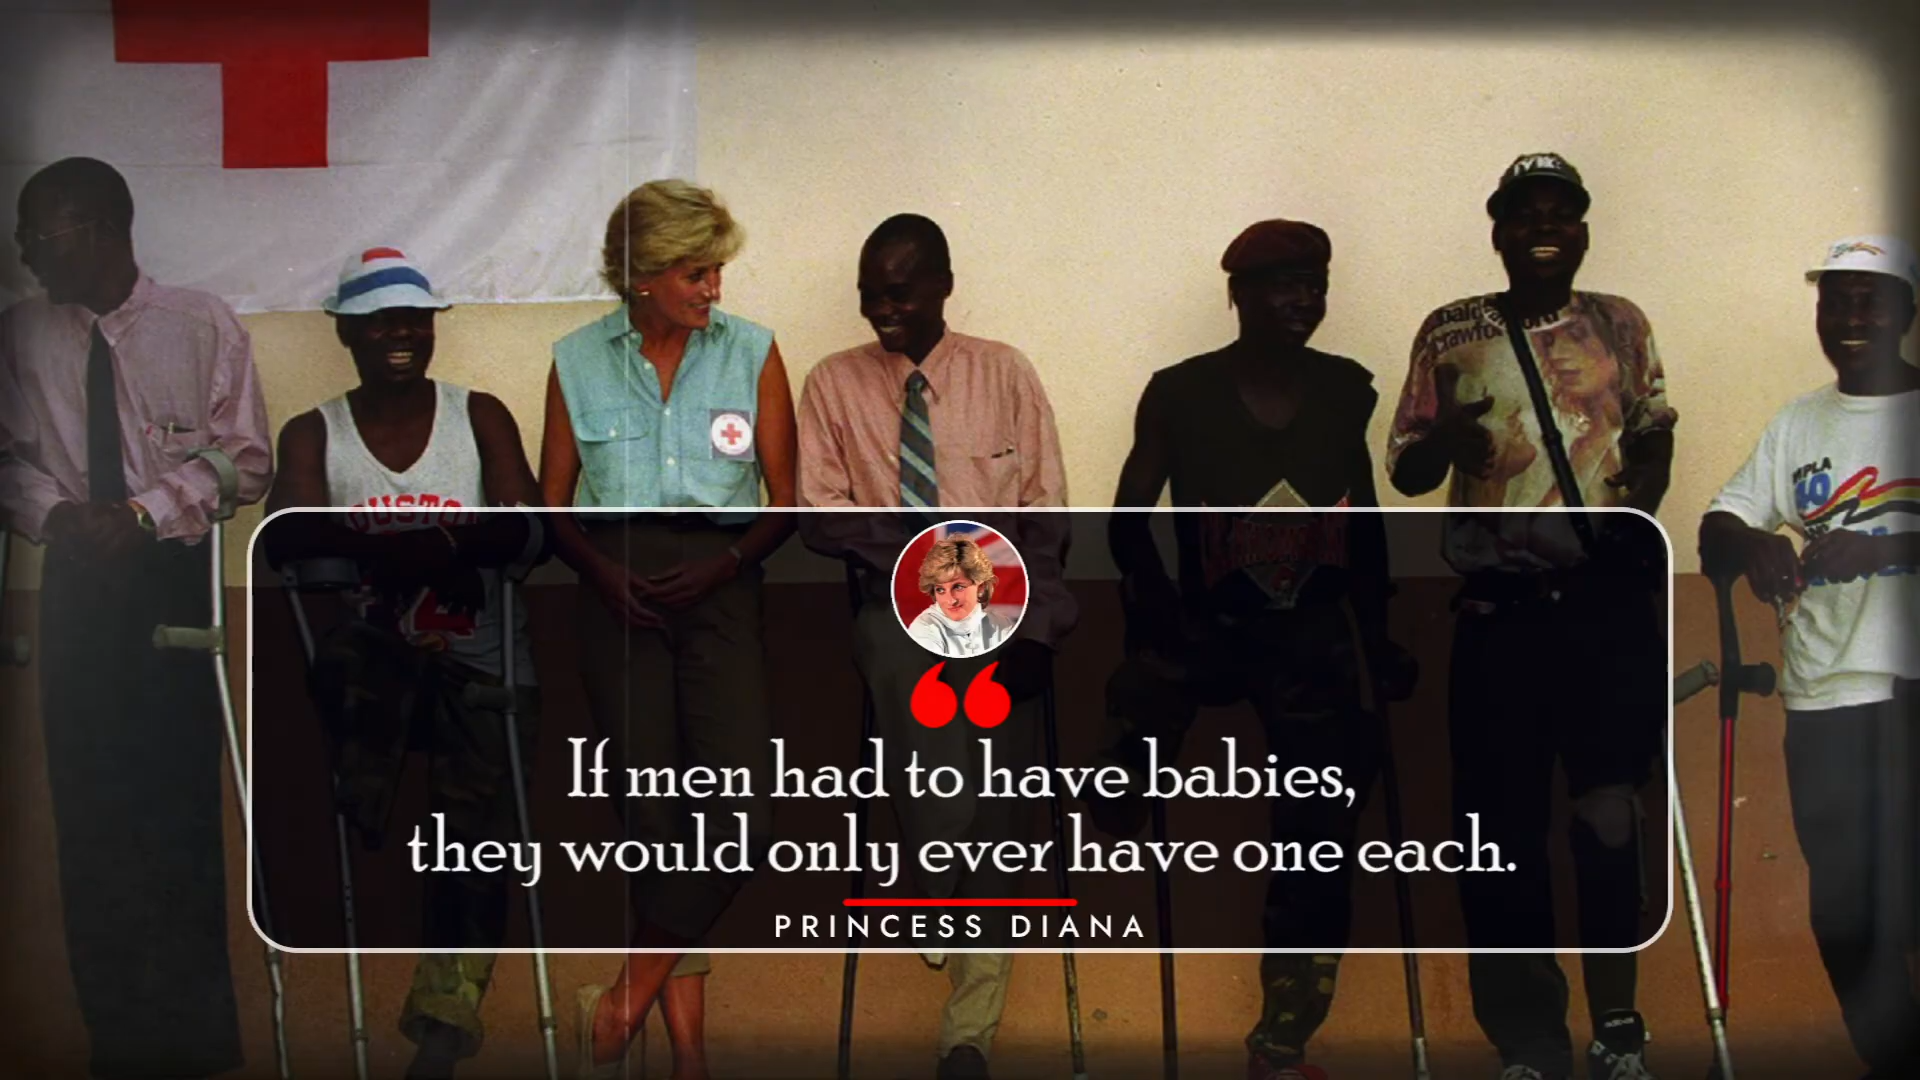 If men had to have babies,
they would only ever have one each.
PRINCESS DIANA